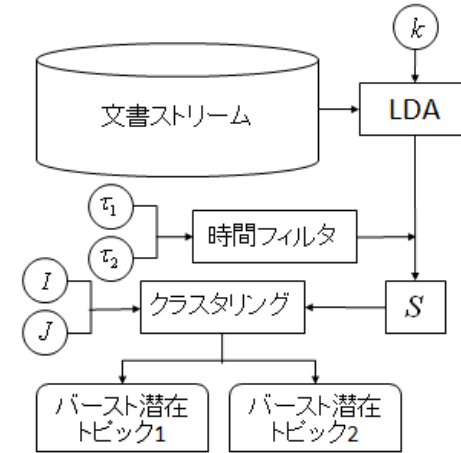 k
文書ストリーム
LDA
τ1
時間フィルタ
τ2
I
クラスタリング
S
J
バースト潜在
トピック1
バースト潜在
トピック2